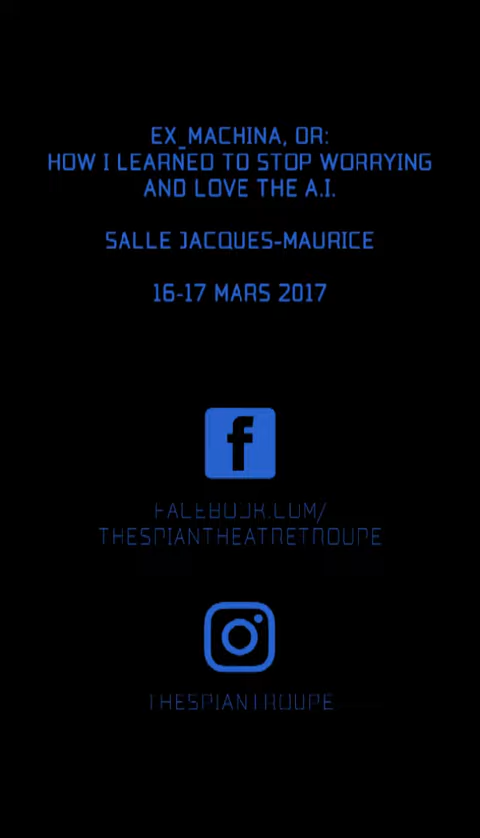 EX_MACHINA, OR:
HOW I LEARNED TO STOP WORRYING
AND LOVE THE A.I.
SALLE JACQUES-MAURICE
16-17 MARS 2017
FACEBOOK.COM/
THESPIANTHEATRETROUPE
THESPIANTROUPE